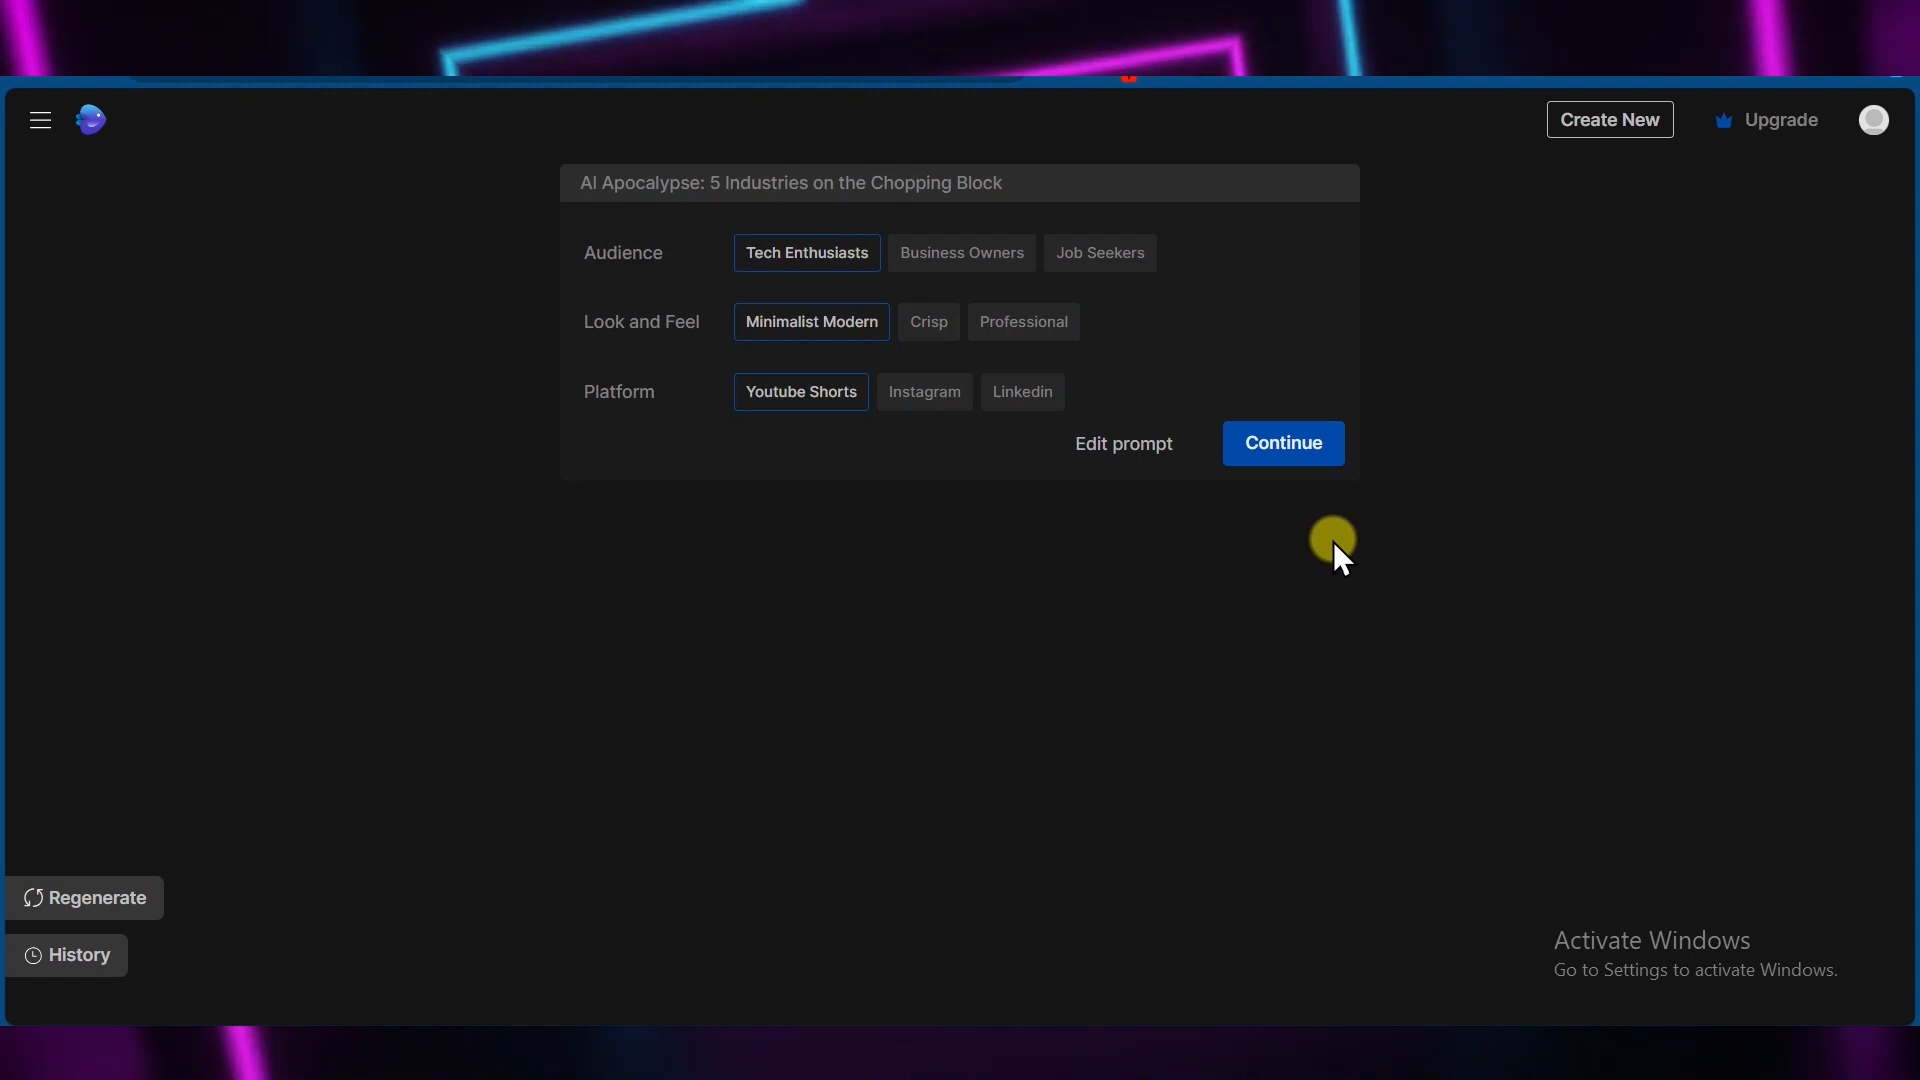 Create New
Upgrade
AI Apocalypse: 5 Industries on the Chopping Block
Audience
Tech Enthusiasts
Business Owners
Job Seekers
Look and Feel
Minimalist Modern
Crisp
Professional
Platform
Youtube Shorts
Instagram
Linkedin
Edit prompt
Continue
Regenerate
History
Activate Windows
Go to Settings to activate Windows.